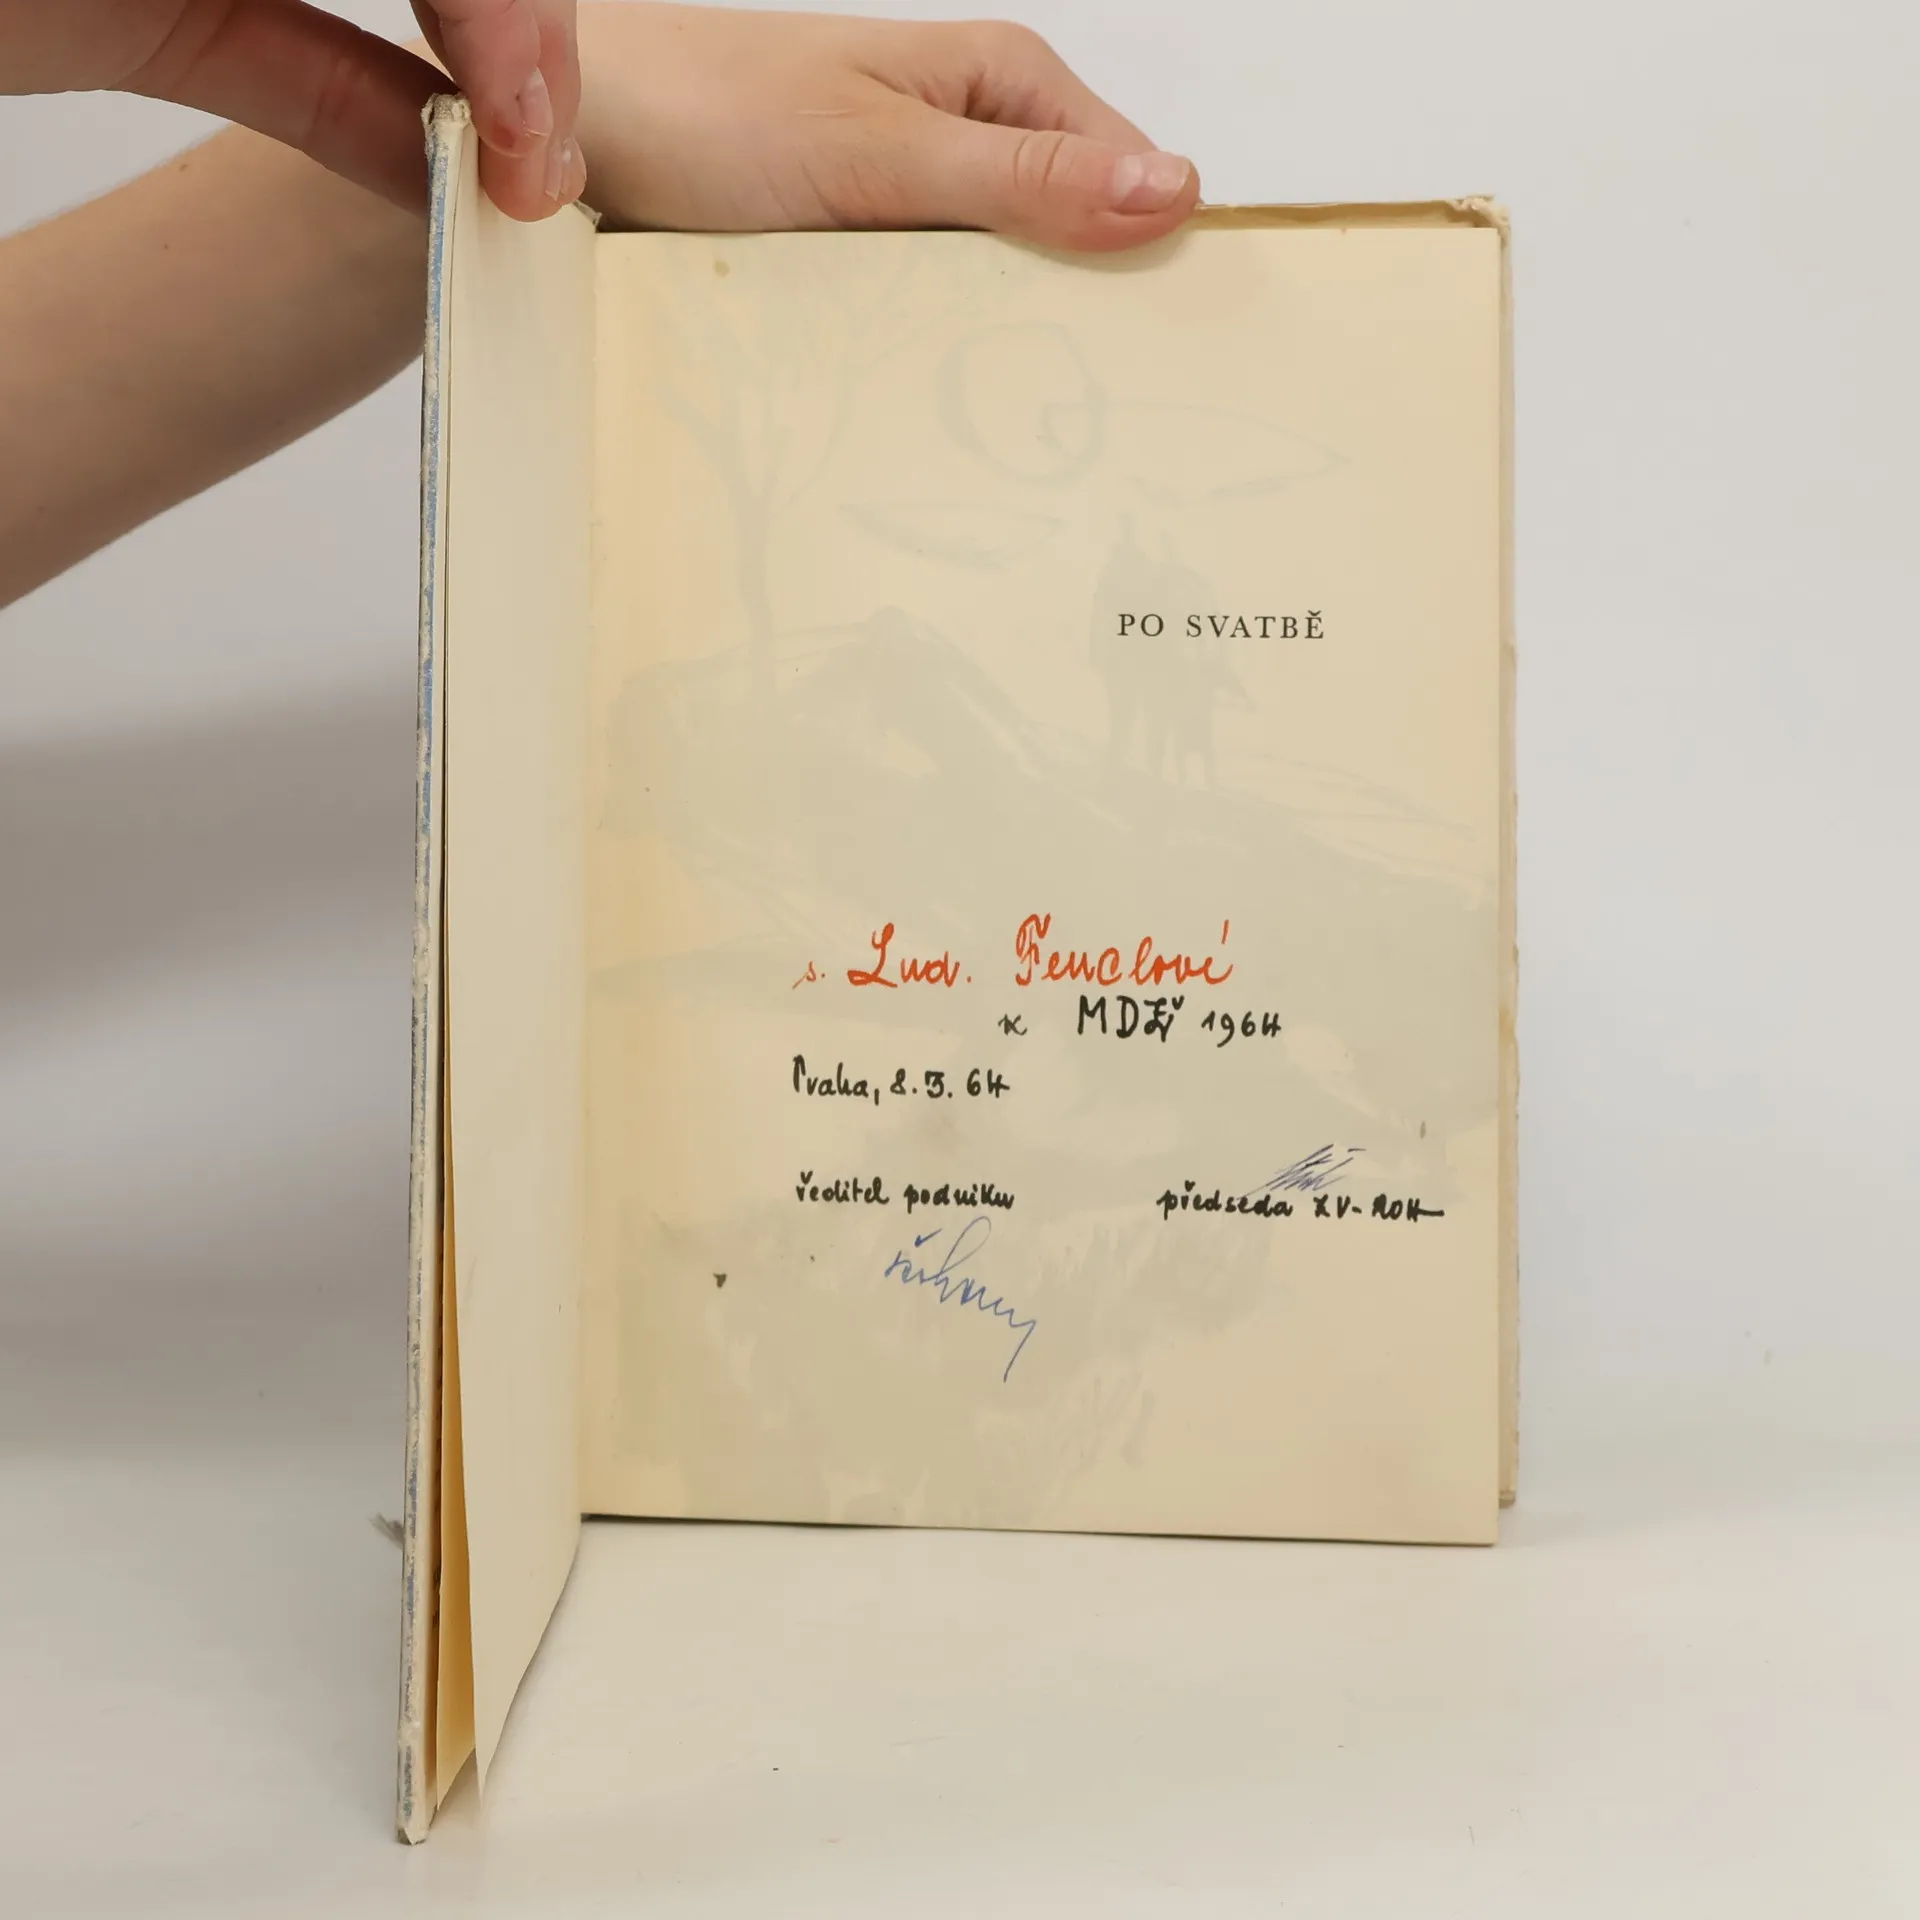 PO SVATBĚ
s. Lud. Fenclové
k MDŽ 1964
Praha, 8.3.64
ředitel podniku předseda ZV-ROH